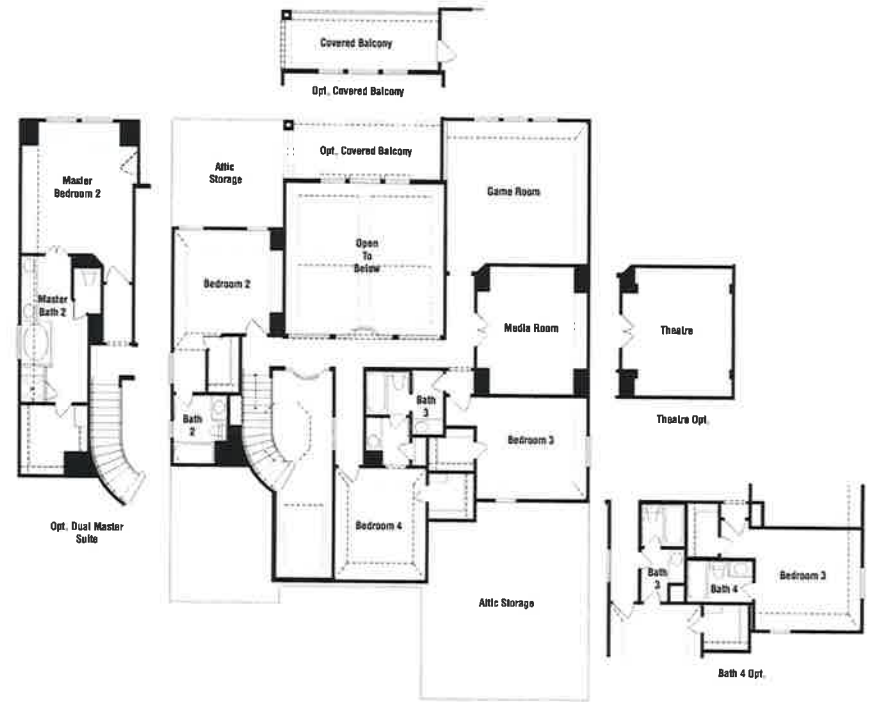 Covered Balcony
Opt. Covered Balcony
Master
Bedroom 2
Attic
Storage
Opt. Covered Balcony
Game Room
Open
To
Below
Bedroom 2
Master
Bath 2
Media Room
Theatre
Bath
2
Bath
3
Theatre Opt.
Bedroom 3
Opt. Dual Master
Suite
Bedroom 4
Attic Storage
Bath
3
Bath 4
Bedroom 3
Bath 4 Opt.